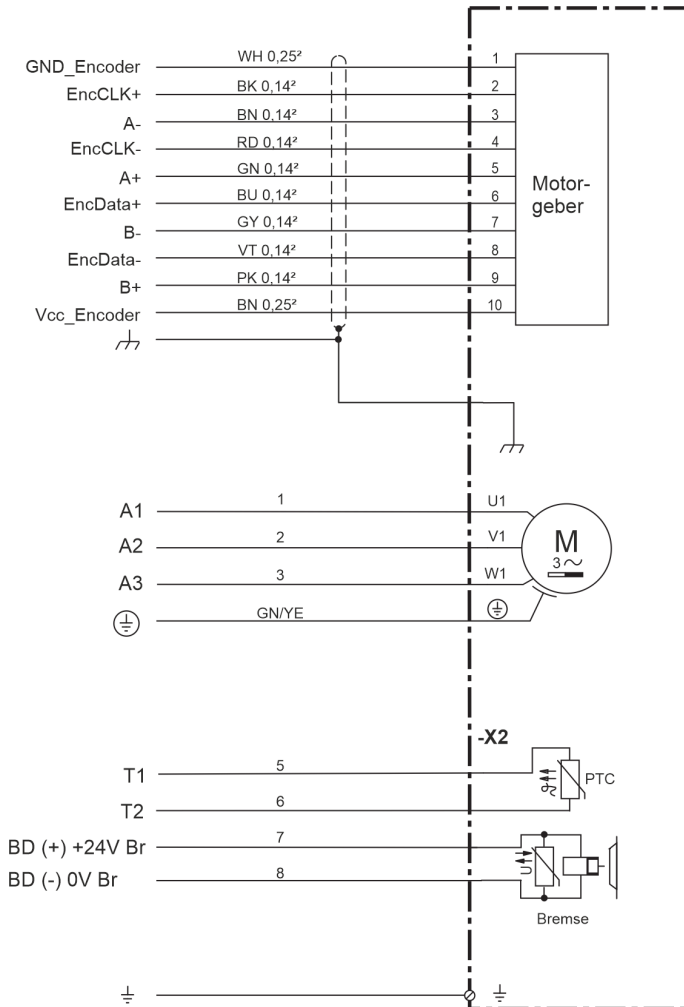 GND_Encoder WH 0,25² 1
EncCLK+ BK 0,14² 2
A- BN 0,14² 3
EncCLK- RD 0,14² 4
A+ GN 0,14² 5
EncData+ BU 0,14² 6
B- GY 0,14² 7
EncData- VT 0,14² 8
B+ PK 0,14² 9
Vcc_Encoder BN 0,25² 10
Motor-
geber
A1 1 U1
A2 2 V1
A3 3 W1
GN/YE
M
3~
-X2
T1 5
T2 6
PTC
BD (+) +24V Br 7
BD (-) 0V Br 8
U
Bremse